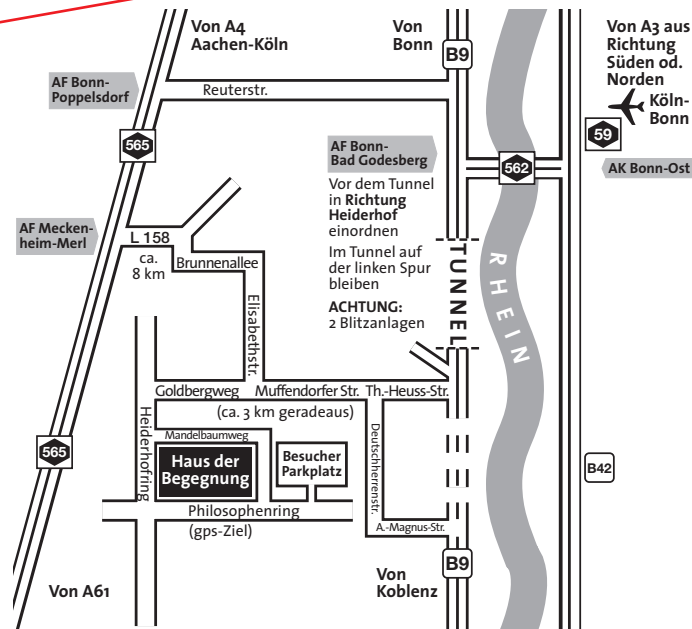 Von A4
Aachen-Köln
Von
Bonn
B9
Von A3 aus
Richtung
Süden od.
Norden
Köln-
Bonn
59
AK Bonn-Ost
AF Bonn-
Poppelsdorf
Reuterstr.
565
AF Bonn-
Bad Godesberg
562
Vor dem Tunnel
in Richtung
Heiderhof
einordnen
Im Tunnel auf
der linken Spur
bleiben
ACHTUNG:
2 Blitzanlagen
TUNNEL
RHEIN
AF Mecken-
heim-Merl
L 158
ca.
8 km
Brunnenallee
Elisabethstr.
Goldbergweg
Muffendorfer Str.
Th.-Heuss-Str.
(ca. 3 km geradeaus)
Heiderhofring
Mandelbaumweg
Deutschherrenstr.
565
Haus der
Begegnung
Besucher
Parkplatz
B42
Philosophenring
(gps-Ziel)
A.-Magnus-Str.
Von A61
Von
Koblenz
B9